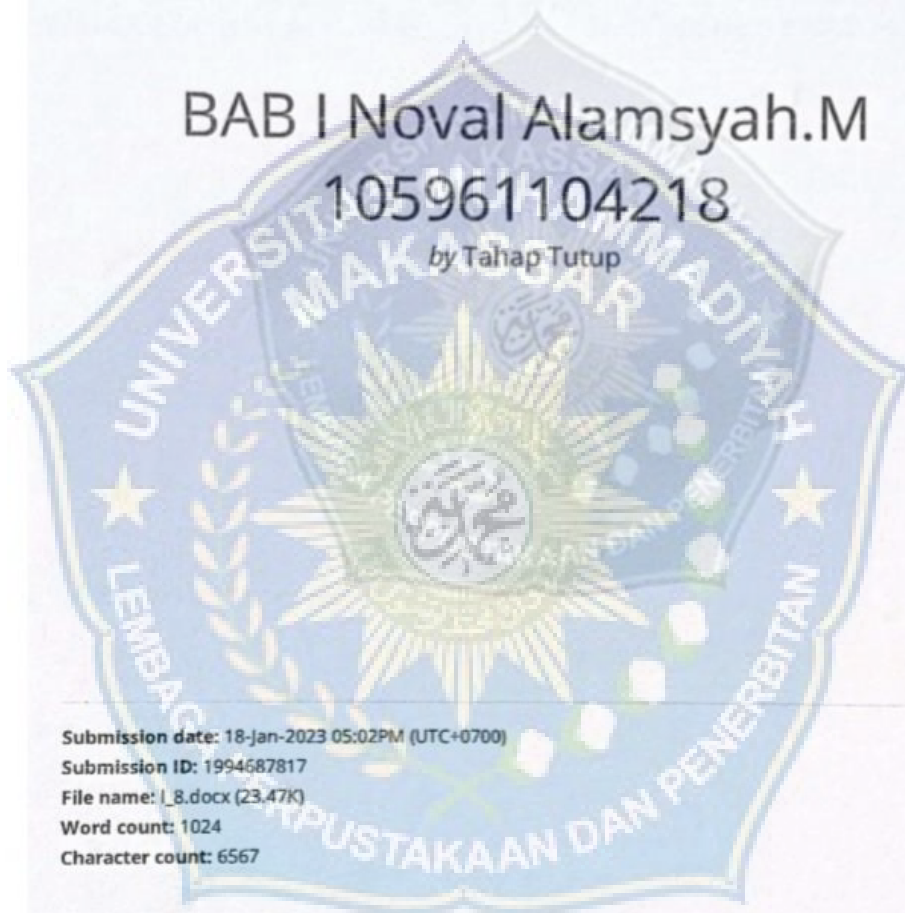 BAB I Noval Alamsyah.M
105961104218
by Tahap Tutup
UNIVERSITAS MUHAMMADIYAH
MAKASSAR
LEMBAGA PERPUSTAKAAN DAN PENERBITAN
Submission date: 18-Jan-2023 05:02PM (UTC+0700)
Submission ID: 1994687817
File name: I_8.docx (23.47K)
Word count: 1024
Character count: 6567